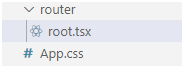 router
root.tsx
# App.css